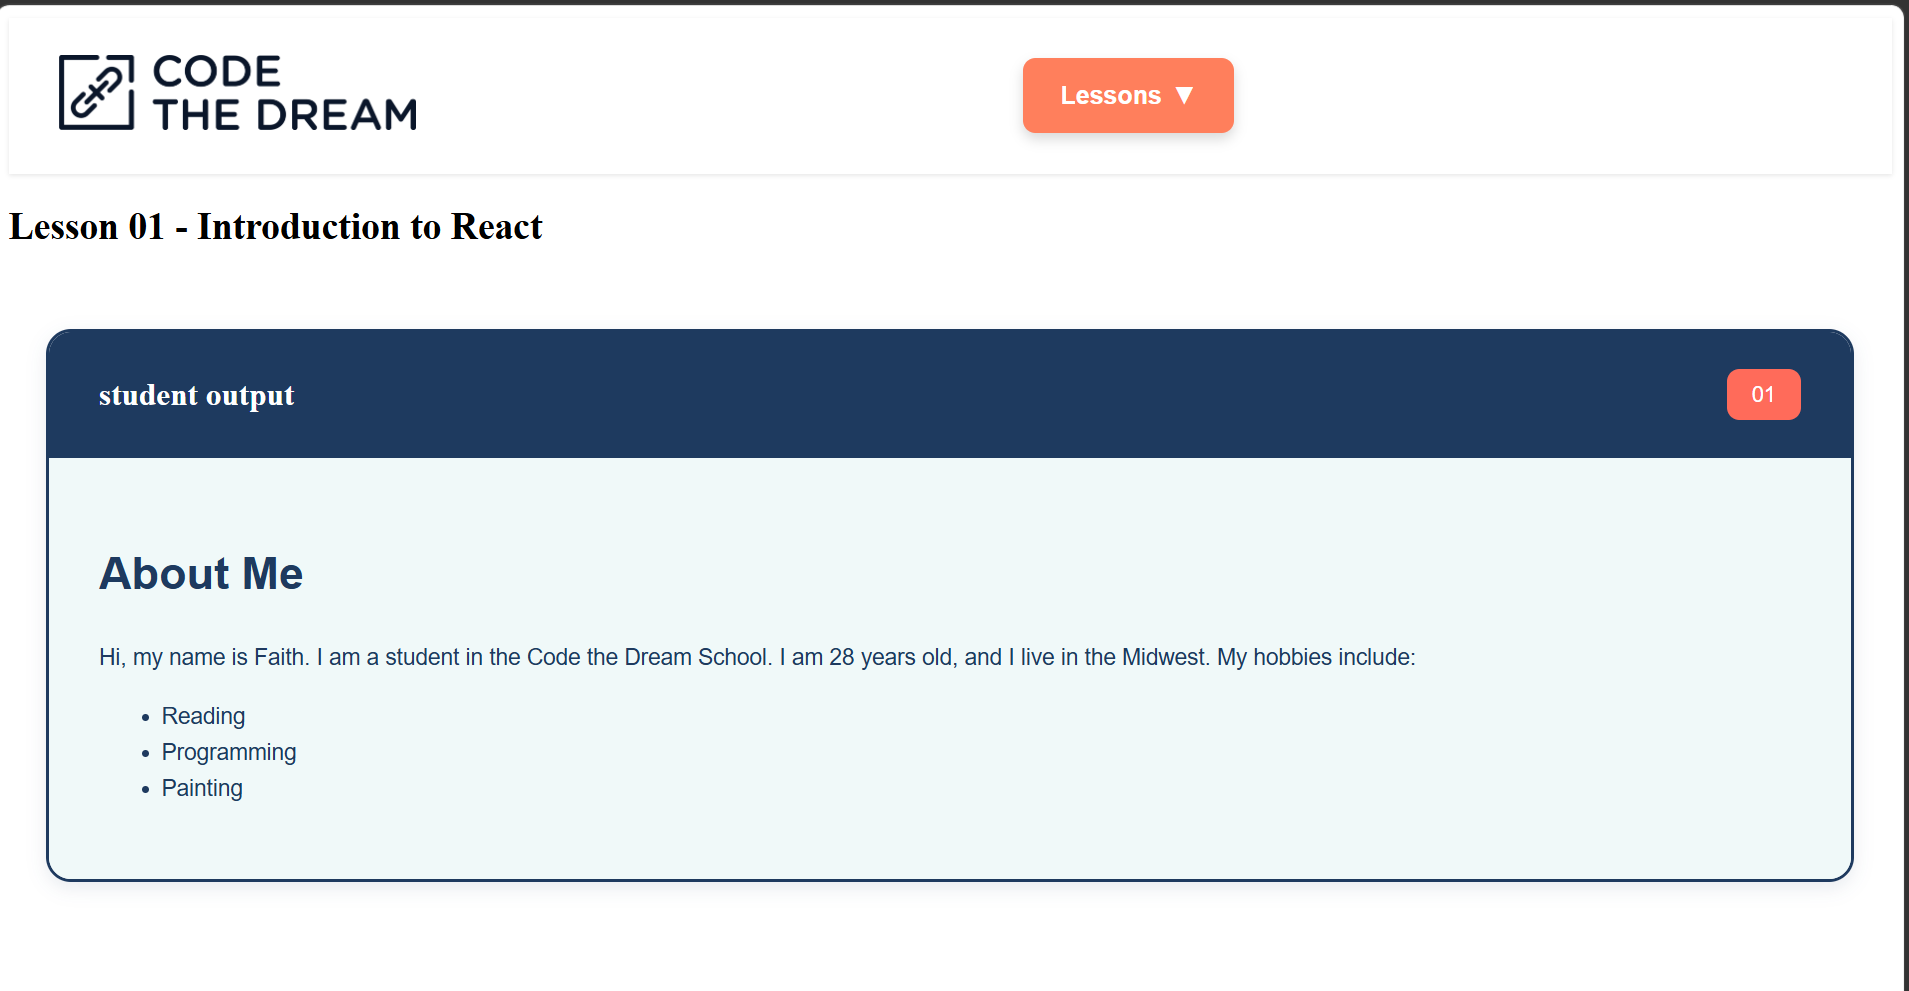 CODE
THE DREAM
Lessons ▼
Lesson 01 - Introduction to React
student output
01
About Me
Hi, my name is Faith. I am a student in the Code the Dream School. I am 28 years old, and I live in the Midwest. My hobbies include:
• Reading
• Programming
• Painting